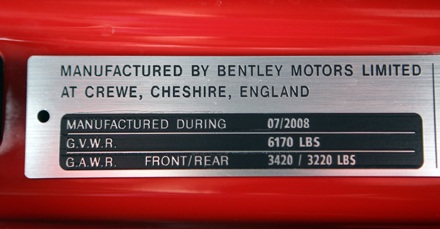 MANUFACTURED BY BENTLEY MOTORS LIMITED
AT CREWE, CHESHIRE, ENGLAND
MANUFACTURED DURING 07/2008
G.V.W.R. 6170 LBS
G.A.W.R. FRONT/REAR 3420 / 3220 LBS